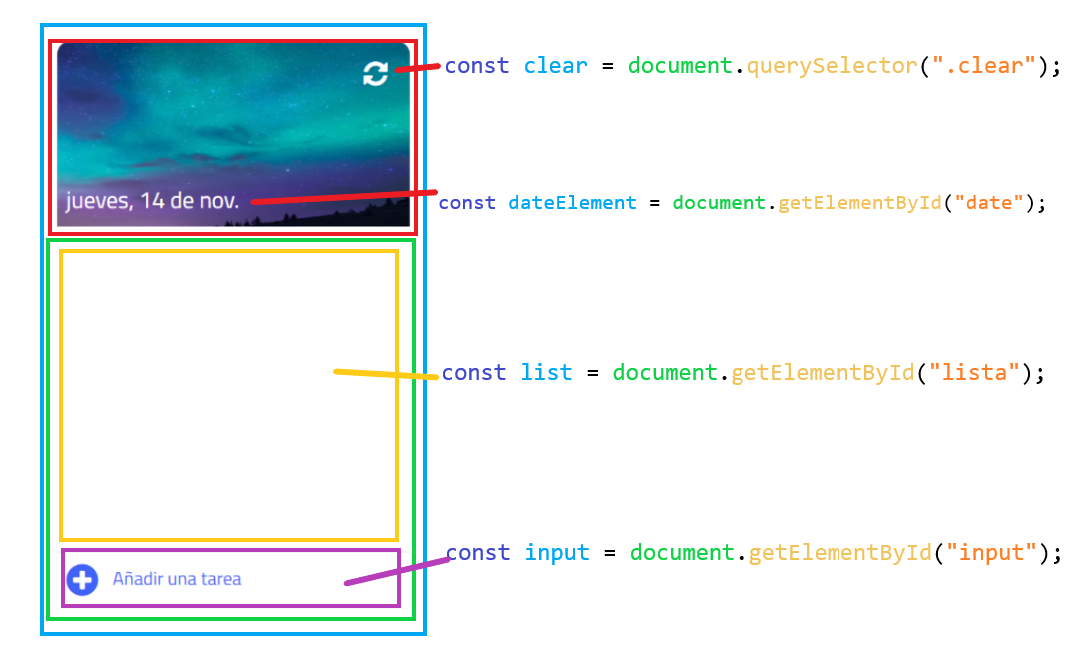 const clear = document.querySelector(".clear");
jueves, 14 de nov.
const dateElement = document.getElementById("date");
const list = document.getElementById("lista");
const input = document.getElementById("input");
Añadir una tarea